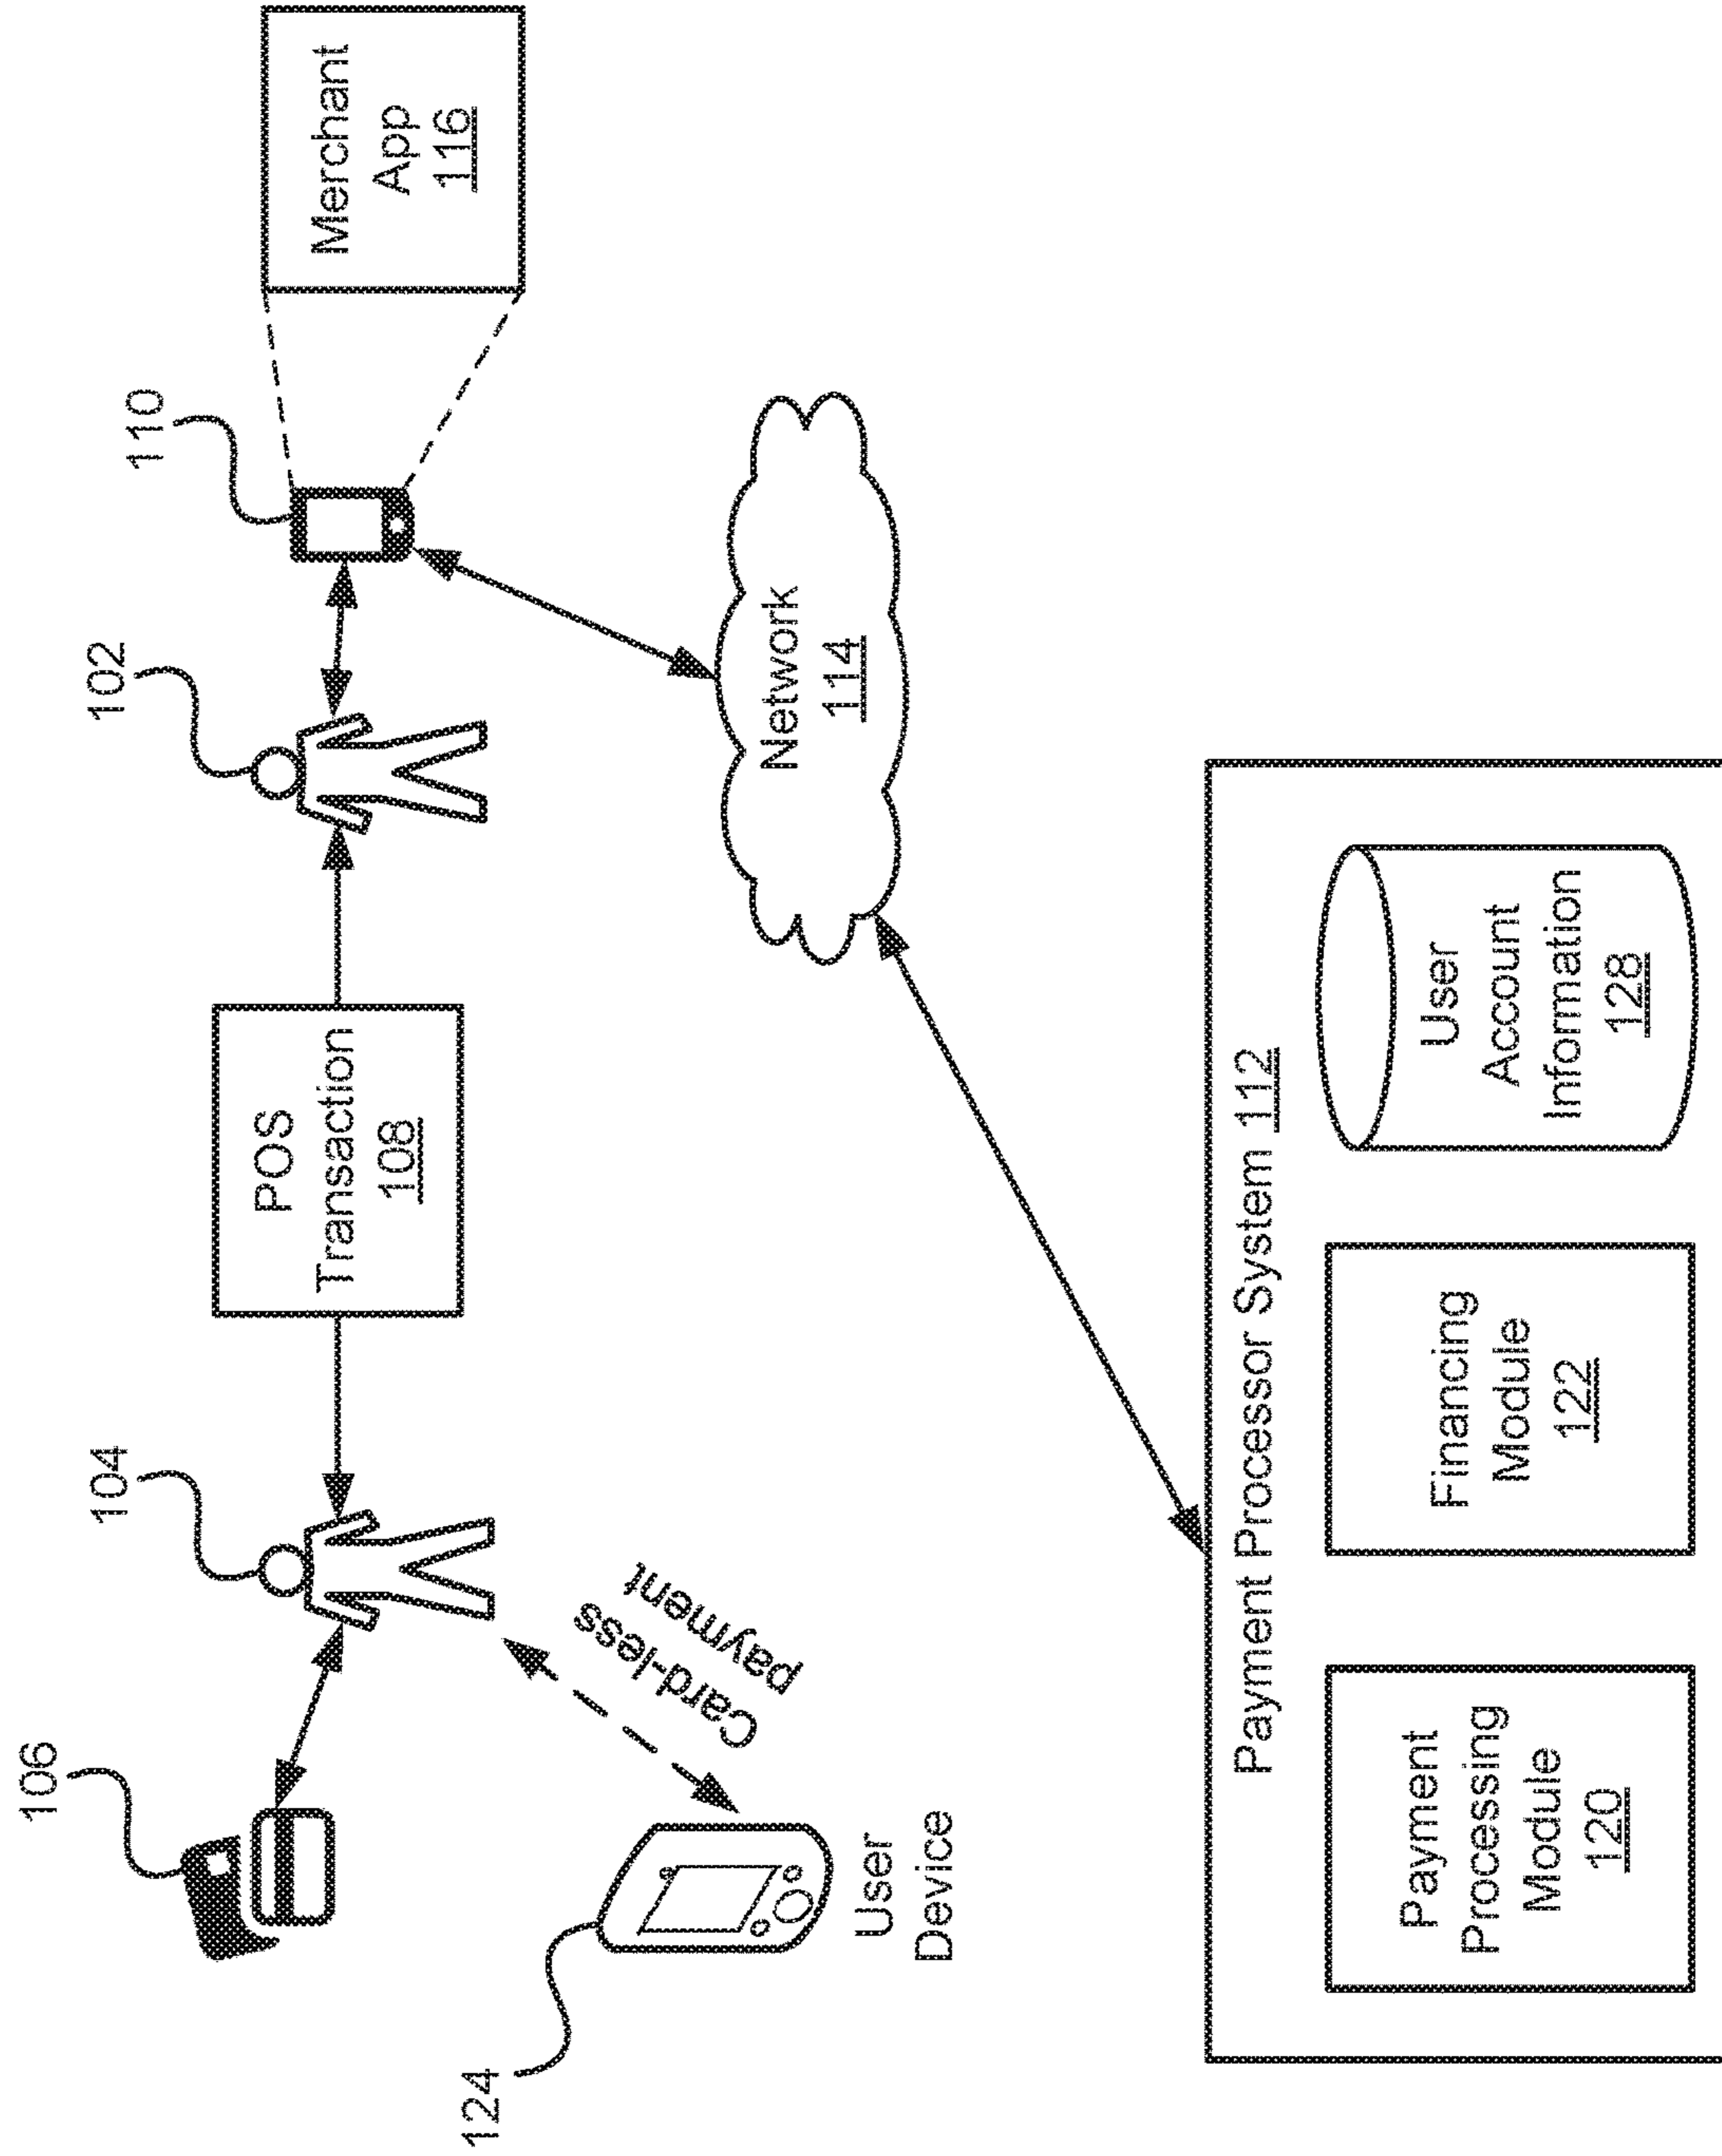 106
104
102
110
POS
Transaction
108
Merchant
App
116
124
User
Device
Card-less
payment
Network
114
Payment Processor System 112
Payment
Processing
Module
120
Financing
Module
122
User
Account
Information
128